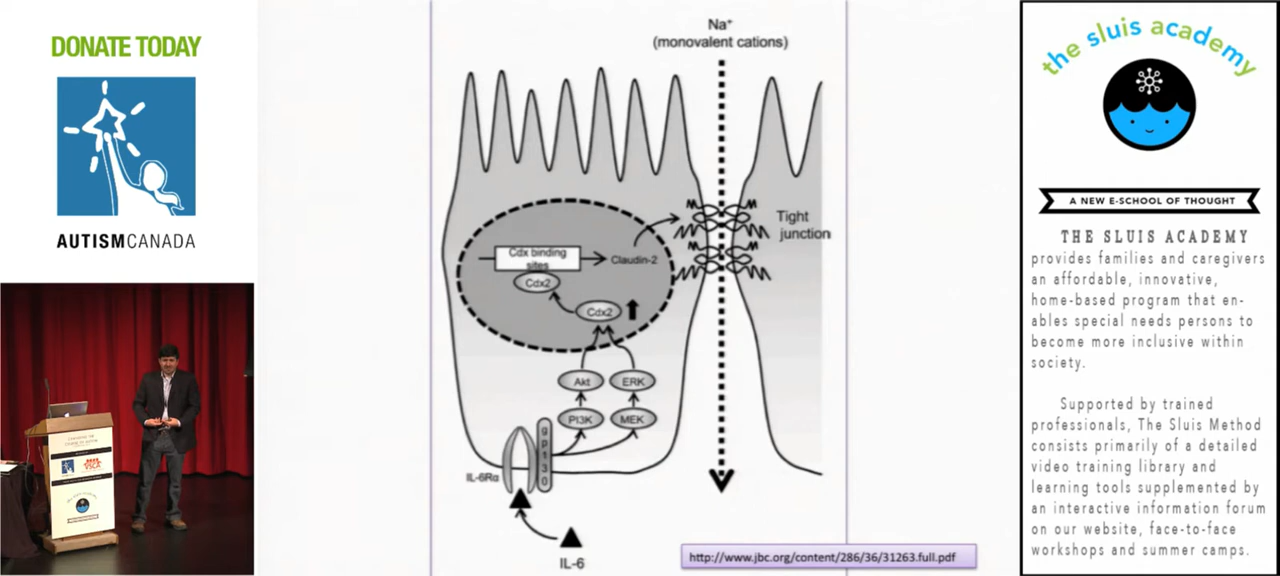 DONATE TODAY
AUTISMCANADA
Na⁺
(monovalent cations)
Tight
junction
Cdx binding
sites
Claudin-2
Cdx2
Cdx2
Akt
ERK
PI3K
MEK
gp130
IL-6Rα
IL-6
http://www.jbc.org/content/286/36/31263.full.pdf
the sluis academy
A NEW E-SCHOOL OF THOUGHT
THE SLUIS ACADEMY
provides families and caregivers
an affordable, innovative,
home-based program that en-
ables special needs persons to
become more inclusive within
society.
Supported by trained
professionals, The Sluis Method
consists primarily of a detailed
video training library and
learning tools supplemented by
an interactive information forum
on our website, face-to-face
workshops and summer camps.